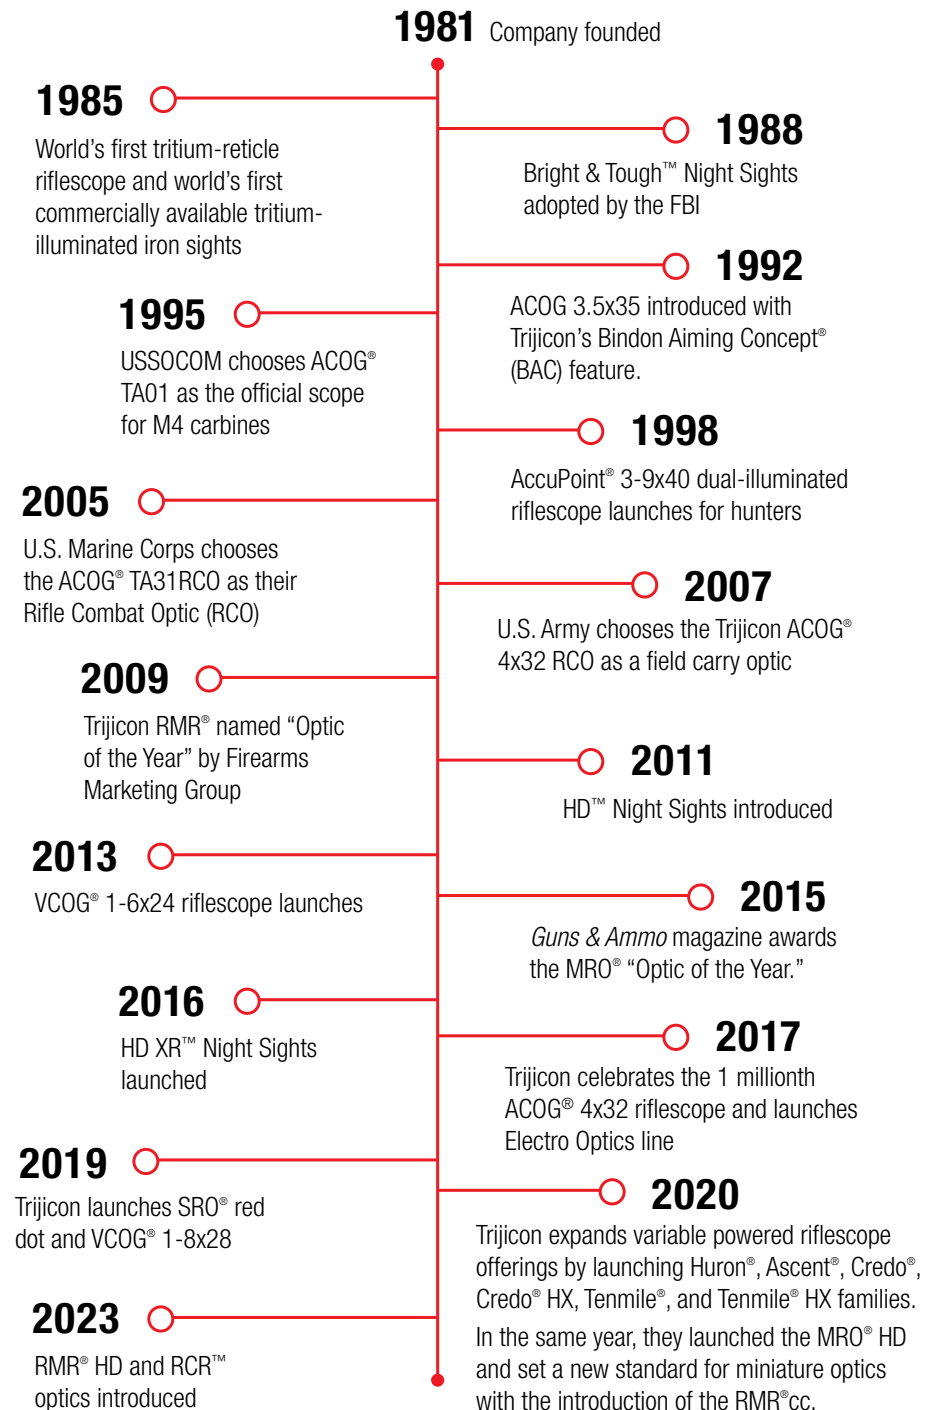 1981 Company founded
1985
World's first tritium-reticle
riflescope and world's first
commercially available tritium-
illuminated iron sights
1988
Bright & Tough™ Night Sights
adopted by the FBI
1992
ACOG 3.5x35 introduced with
Trijicon's Bindon Aiming Concept®
(BAC) feature.
1995
USSOCOM chooses ACOG®
TA01 as the official scope
for M4 carbines
1998
AccuPoint® 3-9x40 dual-illuminated
riflescope launches for hunters
2005
U.S. Marine Corps chooses
the ACOG® TA31RCO as their
Rifle Combat Optic (RCO)
2007
U.S. Army chooses the Trijicon ACOG®
4x32 RCO as a field carry optic
2009
Trijicon RMR® named “Optic
of the Year” by Firearms
Marketing Group
2011
HD™ Night Sights introduced
2013
VCOG® 1-6x24 riflescope launches
2015
Guns & Ammo magazine awards
the MRO® “Optic of the Year.”
2016
HD XR™ Night Sights
launched
2017
Trijicon celebrates the 1 millionth
ACOG® 4x32 riflescope and launches
Electro Optics line
2019
Trijicon launches SRO® red
dot and VCOG® 1-8x28
2020
Trijicon expands variable powered riflescope
offerings by launching Huron®, Ascent®, Credo®,
Credo® HX, Tenmile®, and Tenmile® HX families.
In the same year, they launched the MRO® HD
and set a new standard for miniature optics
with the introduction of the RMR®cc.
2023
RMR® HD and RCR™
optics introduced